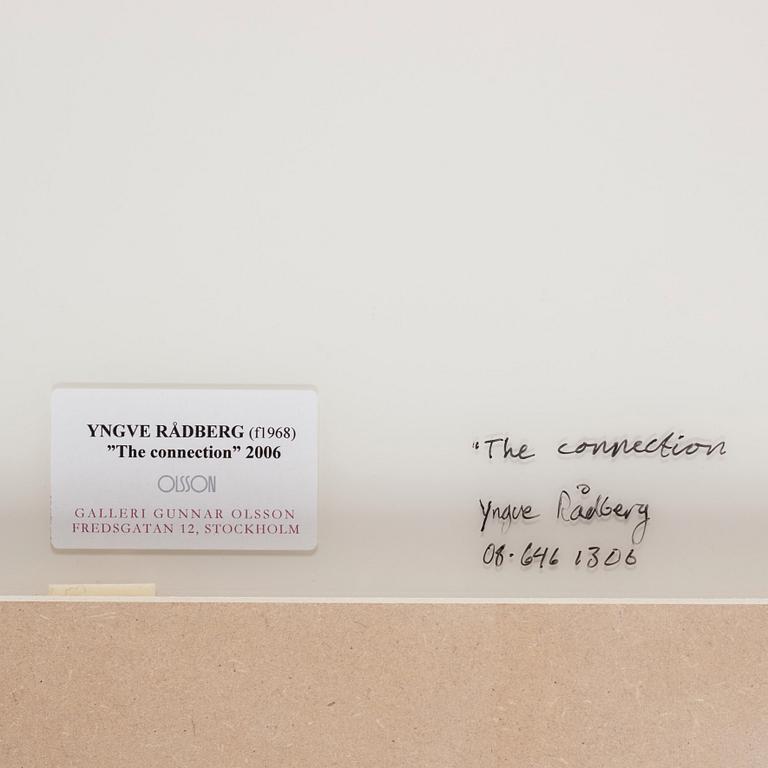 YNGVE RÅDBERG (f1968)
”The connection” 2006
OLSSON
GALLERI GUNNAR OLSSON
FREDSGATAN 12, STOCKHOLM
"The connection
Yngve Rådberg
08·646 1306